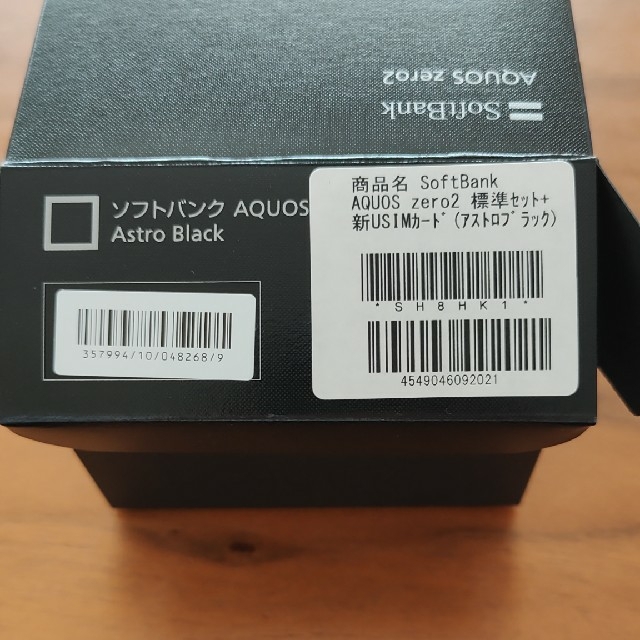 AQUOS zero2
SoftBank
ソフトバンク AQUOS
Astro Black
357994/10/048268/9
商品名 SoftBank
AQUOS zero2 標準セット+
新USIMカード(アストロブラック)
*SH8HK1*
4549046092021